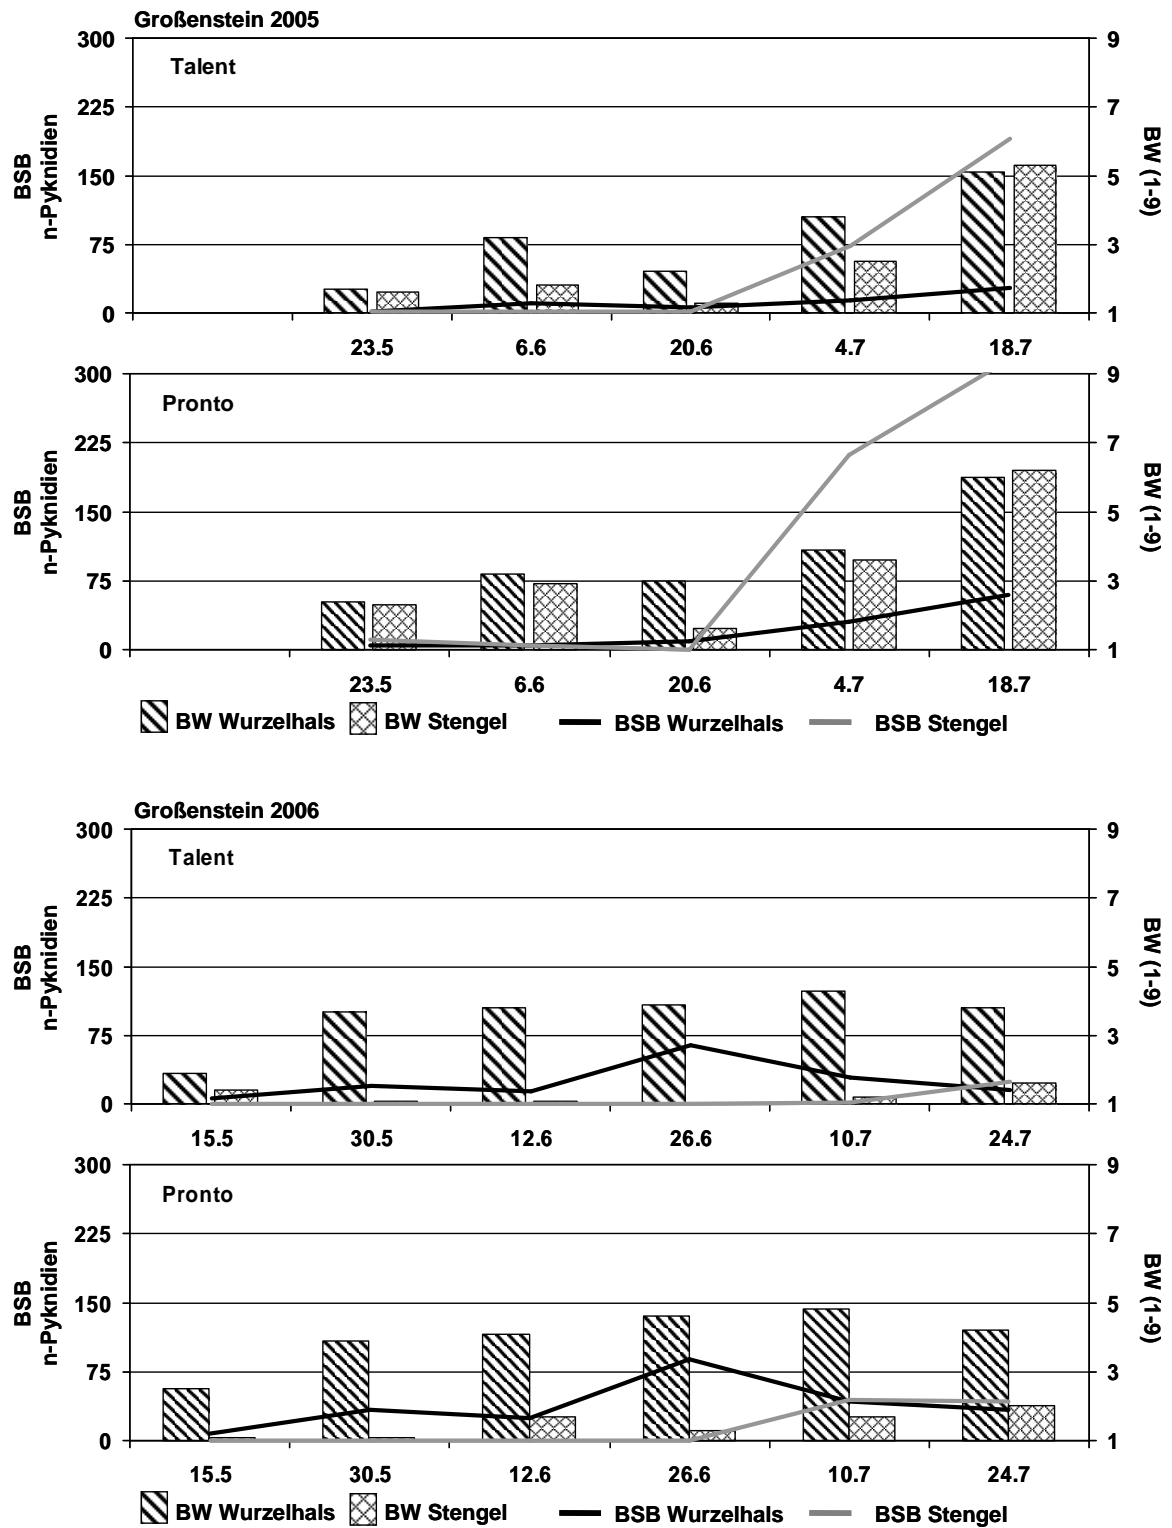 Großenstein 2005
Talent
300 225 150 75 0
BSB
n-Pyknidien
9 7 5 3 1
BW (1-9)
23.5 6.6 20.6 4.7 18.7
Pronto
300 225 150 75 0
BSB
n-Pyknidien
9 7 5 3 1
BW (1-9)
23.5 6.6 20.6 4.7 18.7
BW Wurzelhals BW Stengel BSB Wurzelhals BSB Stengel
Großenstein 2006
Talent
300 225 150 75 0
BSB
n-Pyknidien
9 7 5 3 1
BW (1-9)
15.5 30.5 12.6 26.6 10.7 24.7
Pronto
300 225 150 75 0
BSB
n-Pyknidien
9 7 5 3 1
BW (1-9)
15.5 30.5 12.6 26.6 10.7 24.7
BW Wurzelhals BW Stengel BSB Wurzelhals BSB Stengel